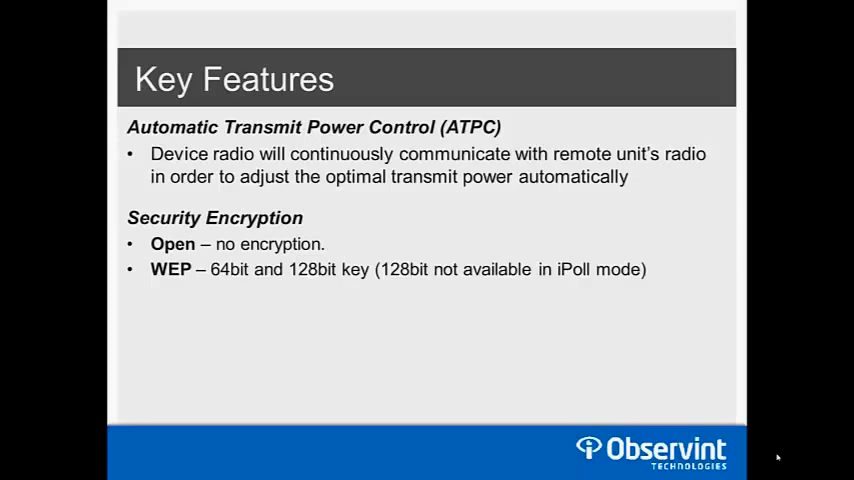 Key Features
Automatic Transmit Power Control (ATPC)
• Device radio will continuously communicate with remote unit's radio
in order to adjust the optimal transmit power automatically
Security Encryption
• Open – no encryption.
• WEP – 64bit and 128bit key (128bit not available in iPoll mode)
Observint
TECHNOLOGIES